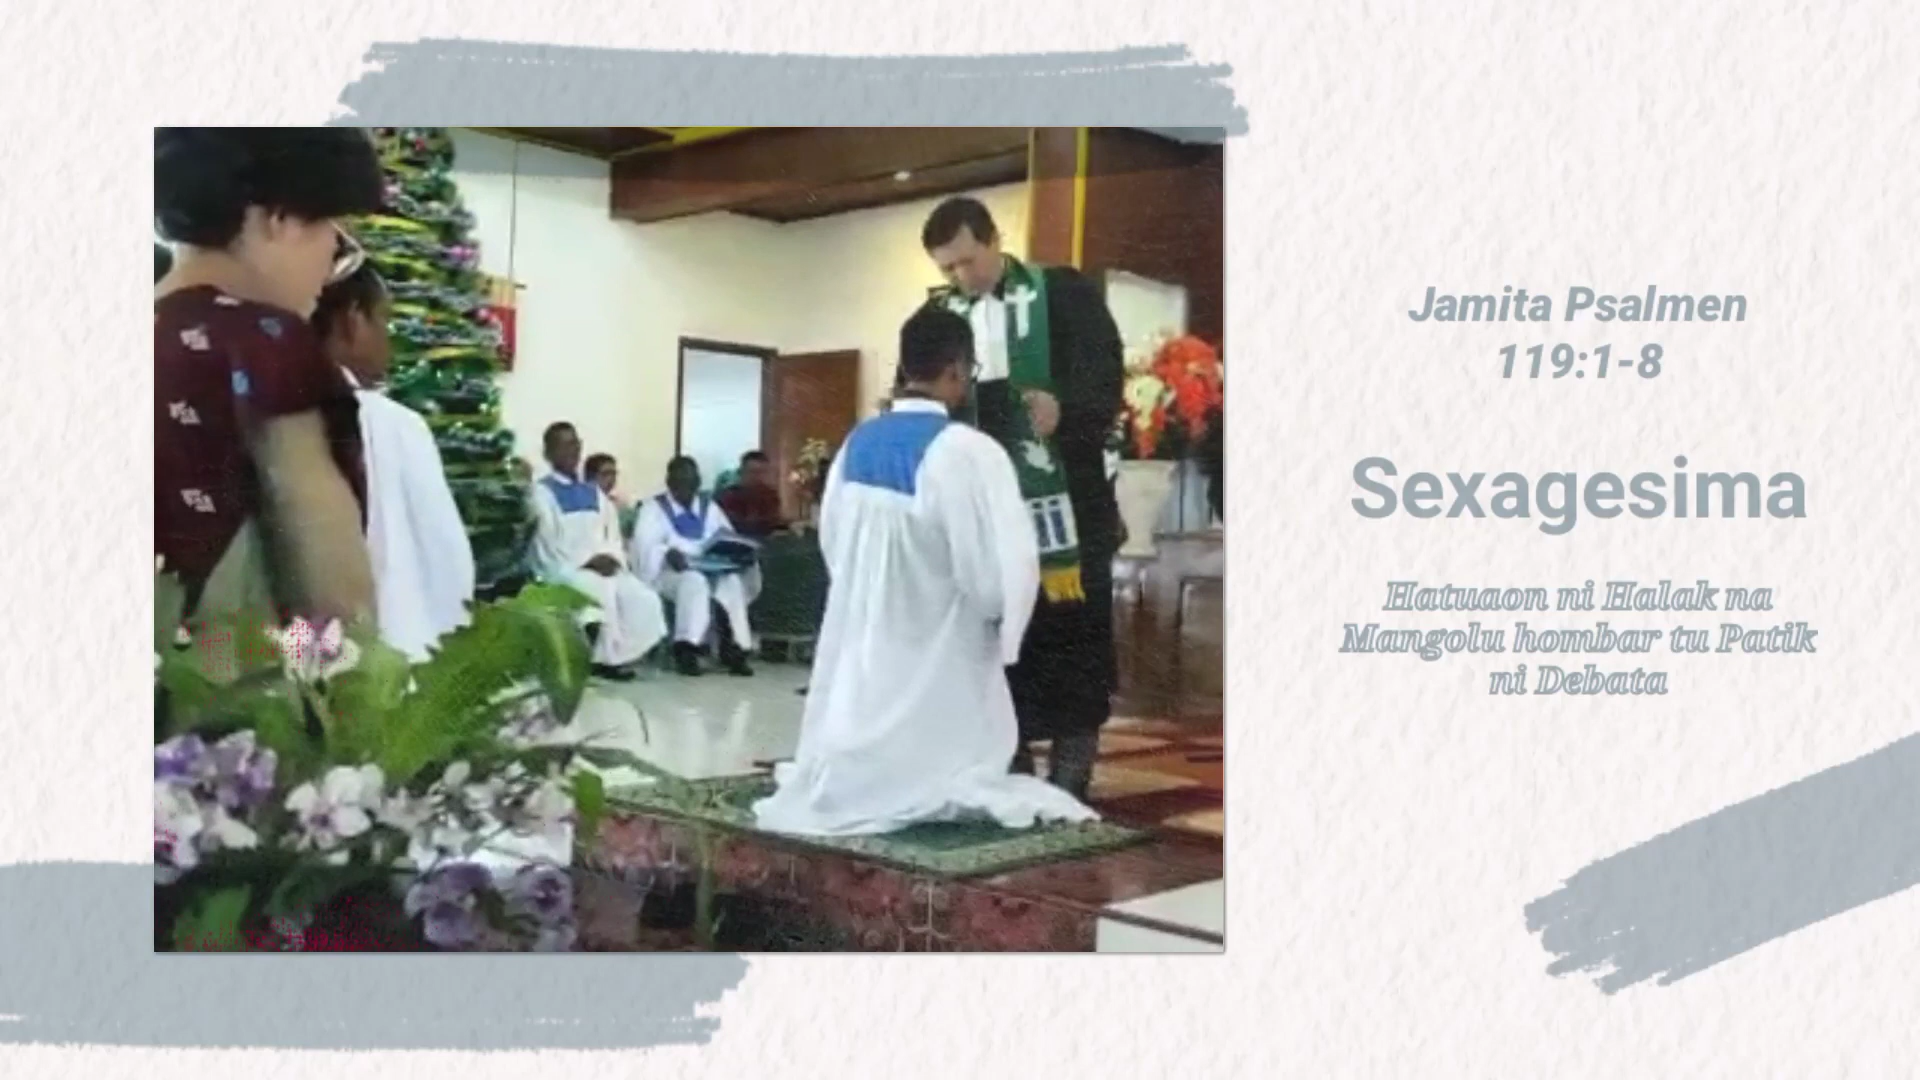 Jamita Psalmen
119:1-8
Sexagesima
Hatuaon ni Halak na
Mangolu hombar tu Patik
ni Debata